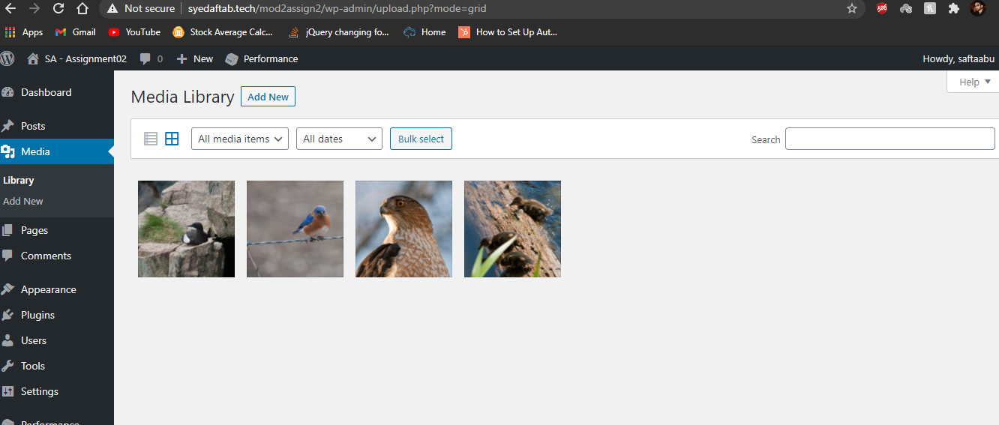 Not secure | syedaftab.tech/mod2assign2/wp-admin/upload.php?mode=grid
Apps Gmail YouTube Stock Average Calc... jQuery changing fo... Home How to Set Up Aut...
SA - Assignment02 0 New Performance Howdy, saftaabu
Help
Dashboard
Posts
Media
Library
Add New
Pages
Comments
Appearance
Plugins
Users
Tools
Settings
Performance
Media Library Add New
All media items All dates Bulk select Search